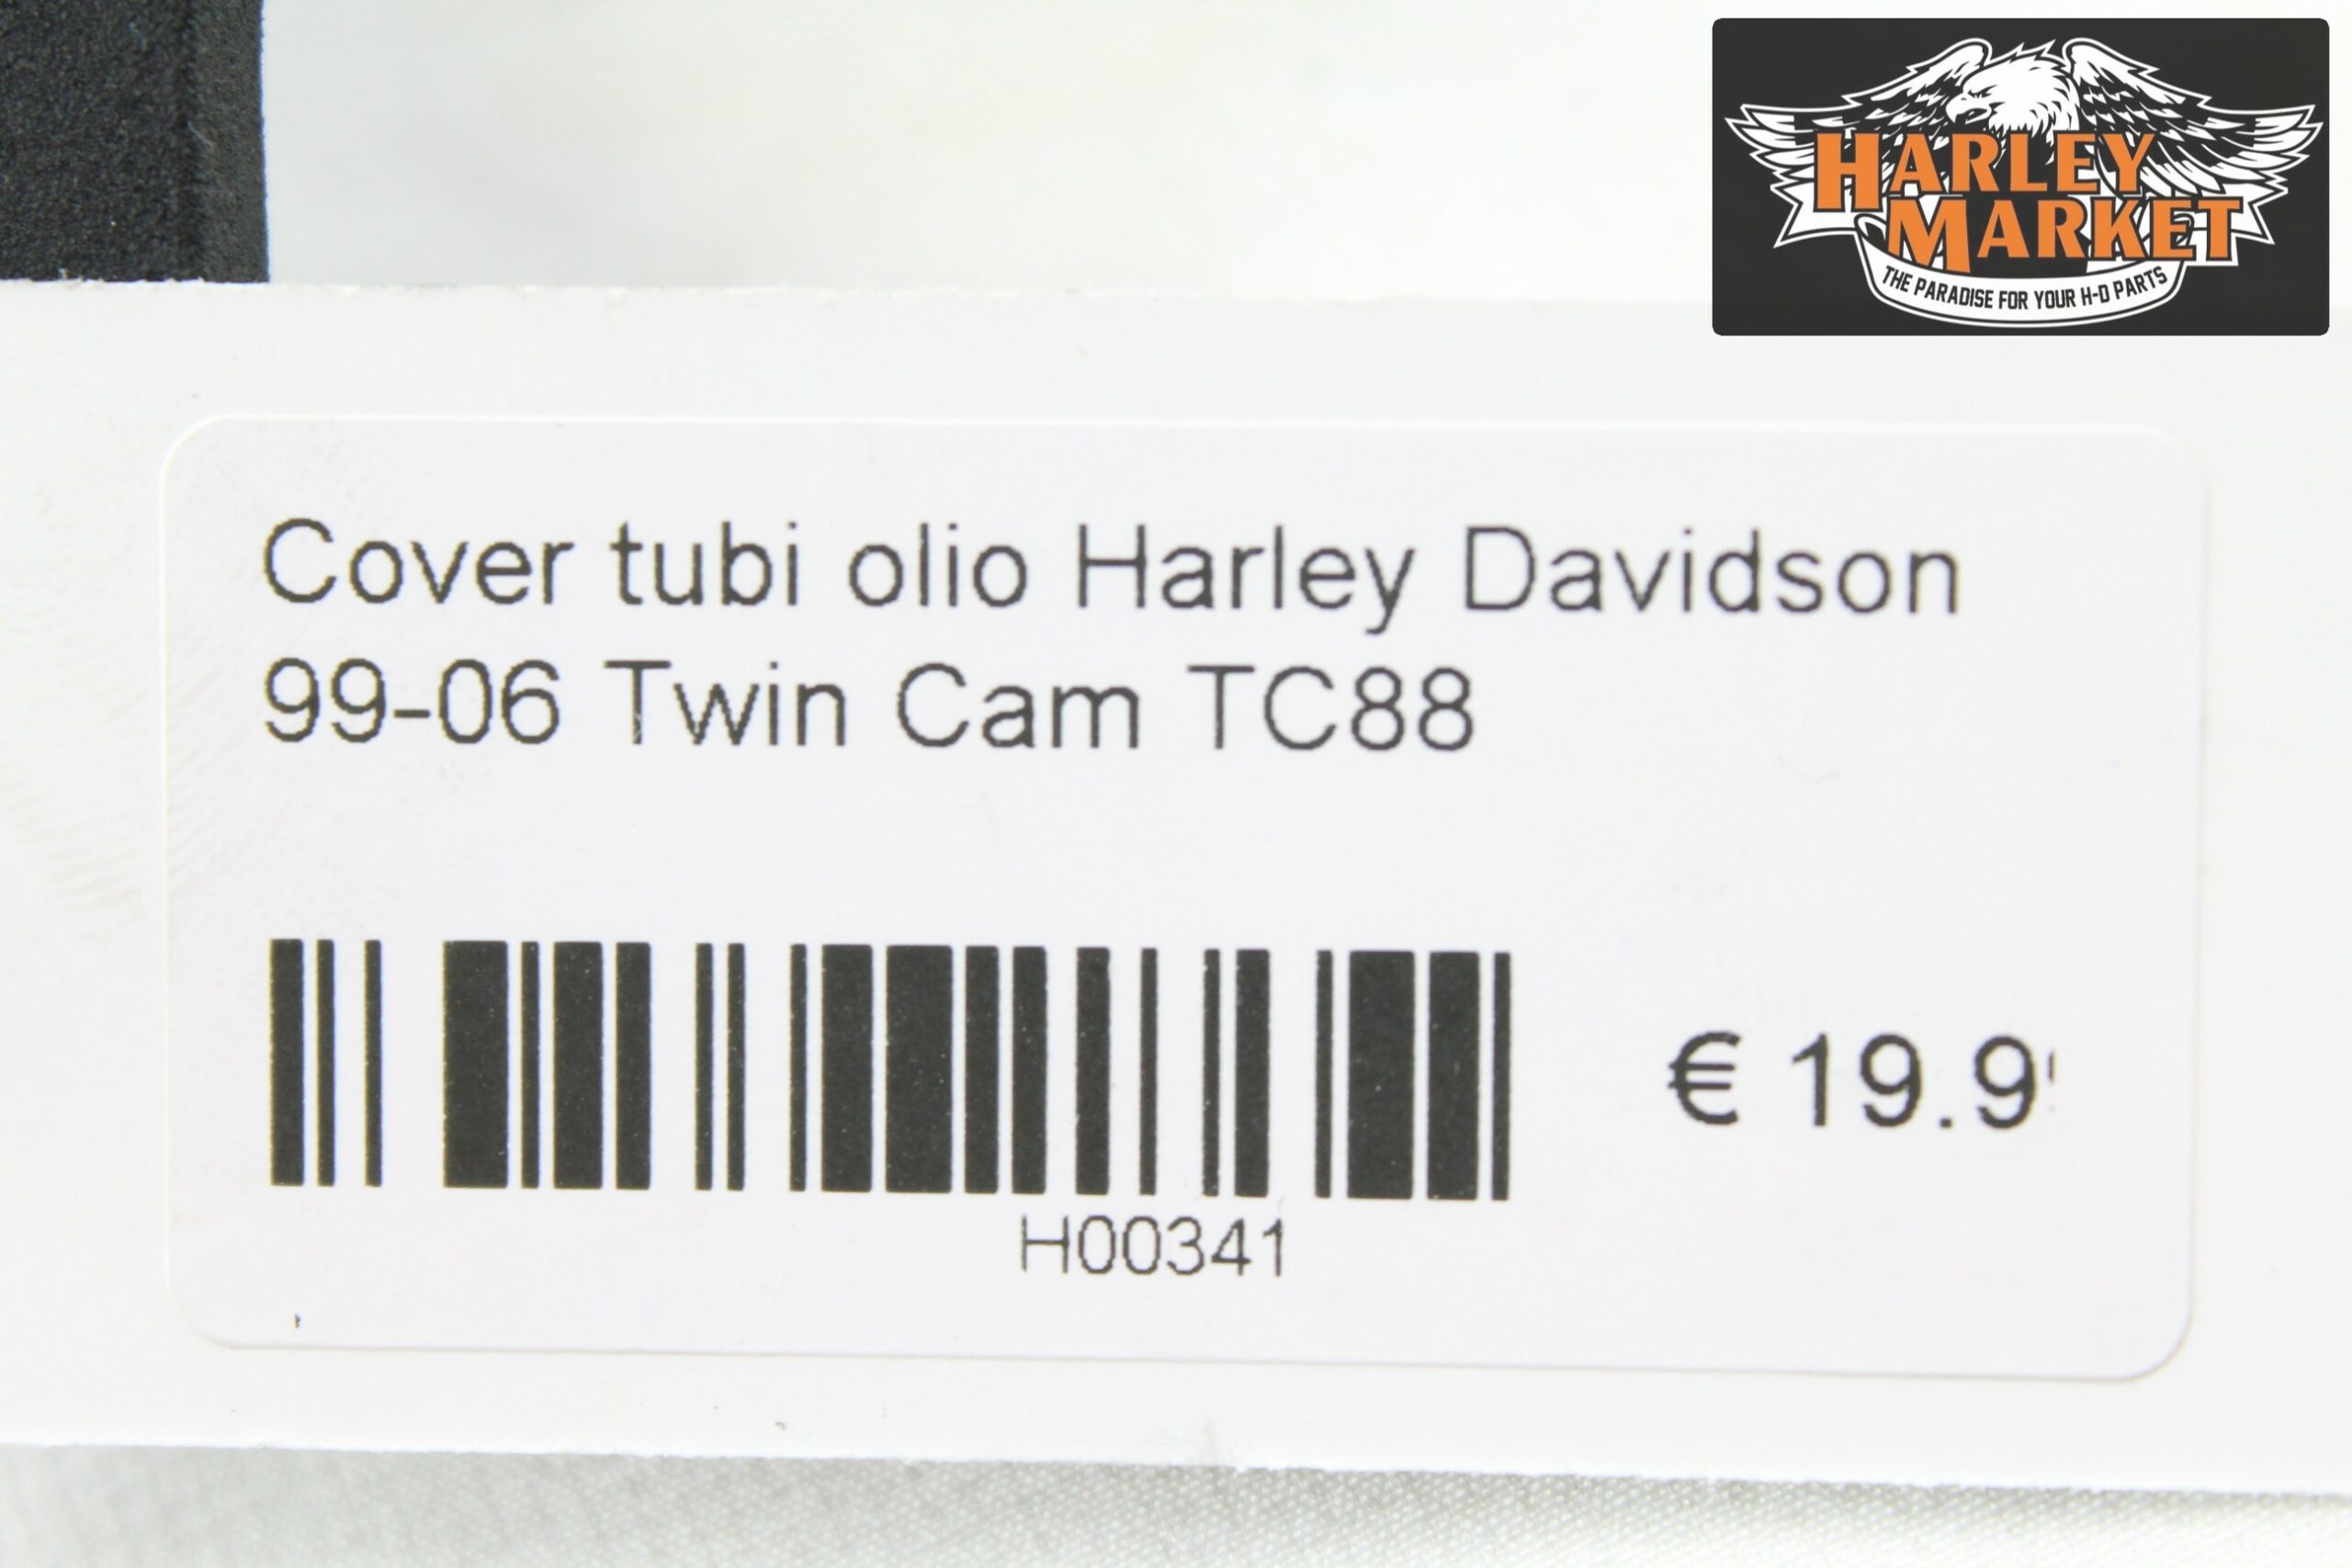 HARLEY
MARKET
THE PARADISE FOR YOUR H-D PARTS
Cover tubi olio Harley Davidson
99-06 Twin Cam TC88
€ 19.9
H00341